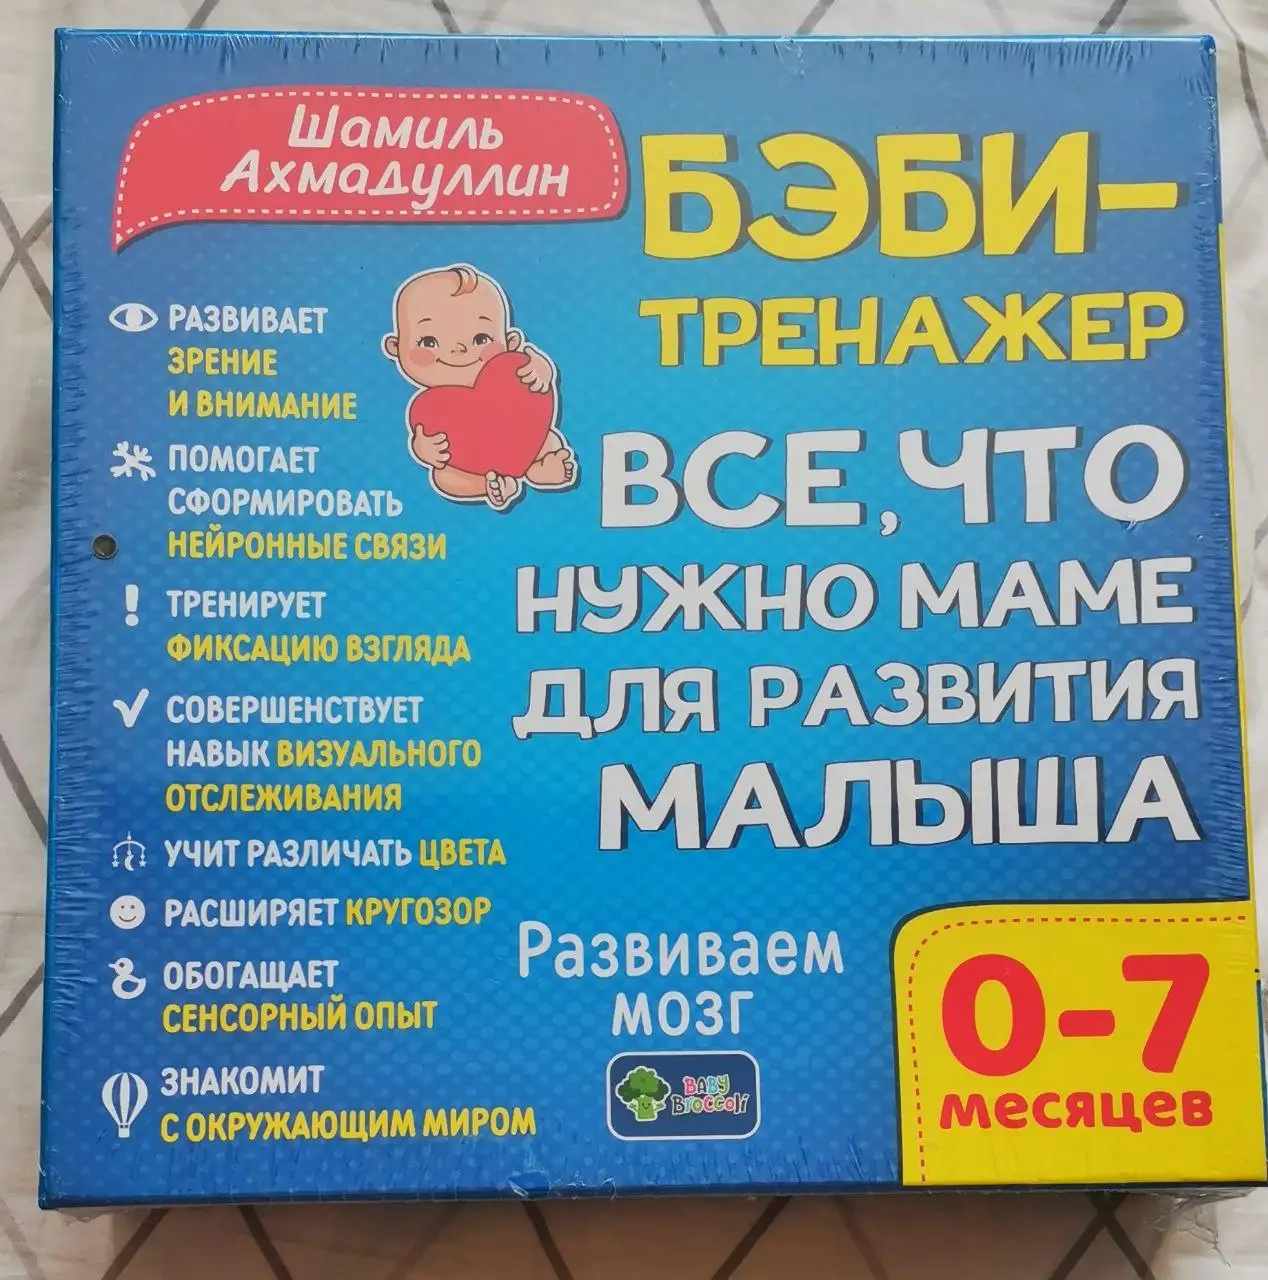 Шамиль
Ахмадуллин
БЭБИ-
ТРЕНАЖЕР
ВСЕ, ЧТО
НУЖНО МАМЕ
ДЛЯ РАЗВИТИЯ
МАЛЫША
РАЗВИВАЕТ
ЗРЕНИЕ
И ВНИМАНИЕ
ПОМОГАЕТ
СФОРМИРОВАТЬ
НЕЙРОННЫЕ СВЯЗИ
ТРЕНИРУЕТ
ФИКСАЦИЮ ВЗГЛЯДА
СОВЕРШЕНСТВУЕТ
НАВЫК ВИЗУАЛЬНОГО
ОТСЛЕЖИВАНИЯ
УЧИТ РАЗЛИЧАТЬ ЦВЕТА
РАСШИРЯЕТ КРУГОЗОР
ОБОГАЩАЕТ
СЕНСОРНЫЙ ОПЫТ
ЗНАКОМИТ
С ОКРУЖАЮЩИМ МИРОМ
Развиваем
мозг
BABY
BROCCOLI
0-7
месяцев